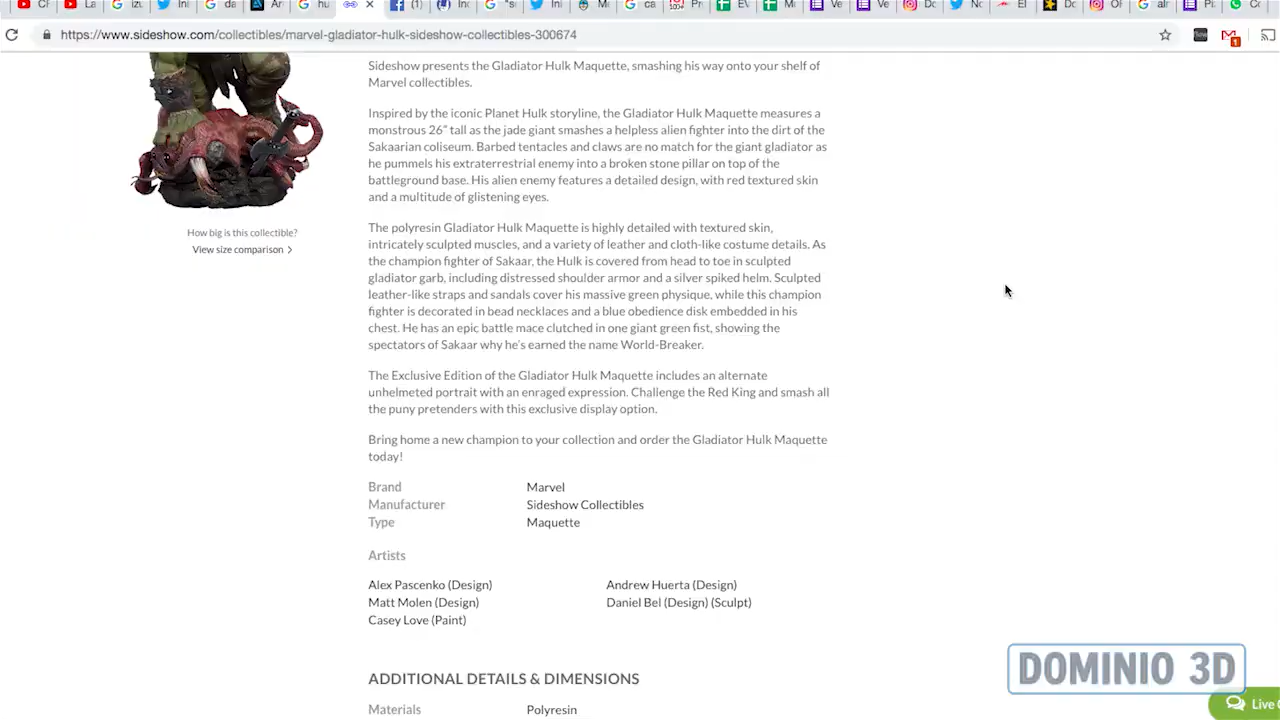 https://www.sideshow.com/collectibles/marvel-gladiator-hulk-sideshow-collectibles-300674
Sideshow presents the Gladiator Hulk Maquette, smashing his way onto your shelf of
Marvel collectibles.
Inspired by the iconic Planet Hulk storyline, the Gladiator Hulk Maquette measures a
monstrous 26" tall as the jade giant smashes a helpless alien fighter into the dirt of the
Sakaarian coliseum. Barbed tentacles and claws are no match for the giant gladiator as
he pummels his extraterrestrial enemy into a broken stone pillar on top of the
battleground base. His alien enemy features a detailed design, with red textured skin
and a multitude of glistening eyes.
How big is this collectible?
View size comparison >
The polyresin Gladiator Hulk Maquette is highly detailed with textured skin,
intricately sculpted muscles, and a variety of leather and cloth-like costume details. As
the champion fighter of Sakaar, the Hulk is covered from head to toe in sculpted
gladiator garb, including distressed shoulder armor and a silver spiked helm. Sculpted
leather-like straps and sandals cover his massive green physique, while this champion
fighter is decorated in bead necklaces and a blue obedience disk embedded in his
chest. He has an epic battle mace clutched in one giant green fist, showing the
spectators of Sakaar why he's earned the name World-Breaker.
The Exclusive Edition of the Gladiator Hulk Maquette includes an alternate
unhelmeted portrait with an enraged expression. Challenge the Red King and smash all
the puny pretenders with this exclusive display option.
Bring home a new champion to your collection and order the Gladiator Hulk Maquette
today!
Brand Marvel
Manufacturer Sideshow Collectibles
Type Maquette
Artists
Alex Pascenko (Design) Andrew Huerta (Design)
Matt Molen (Design) Daniel Bel (Design) (Sculpt)
Casey Love (Paint)
ADDITIONAL DETAILS & DIMENSIONS
Materials Polyresin
DOMINIO 3D
Live